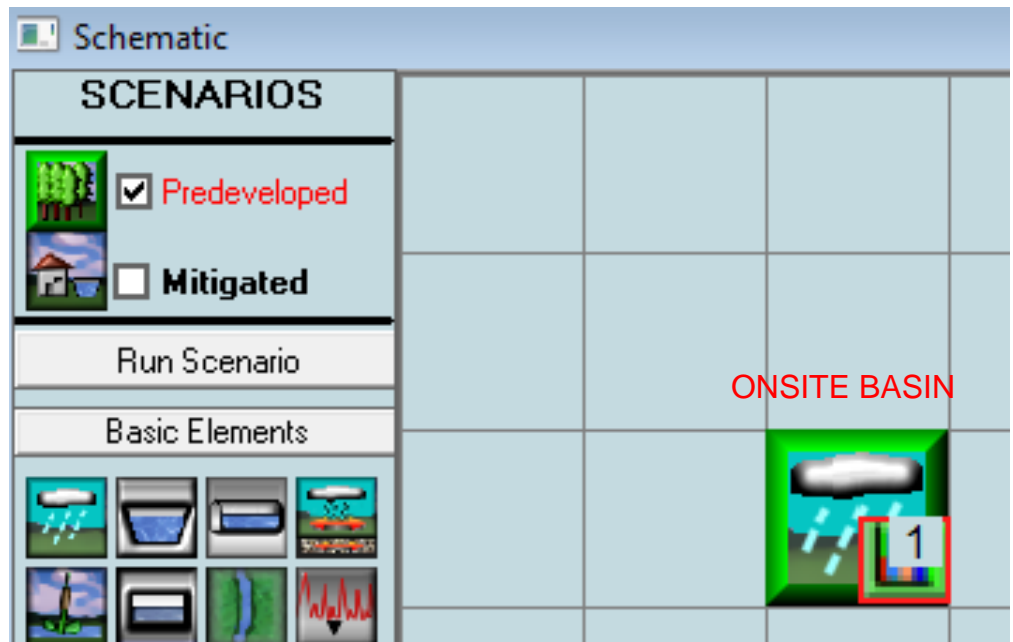 Schematic
SCENARIOS
Predeveloped
Mitigated
Run Scenario
Basic Elements
ONSITE BASIN
1